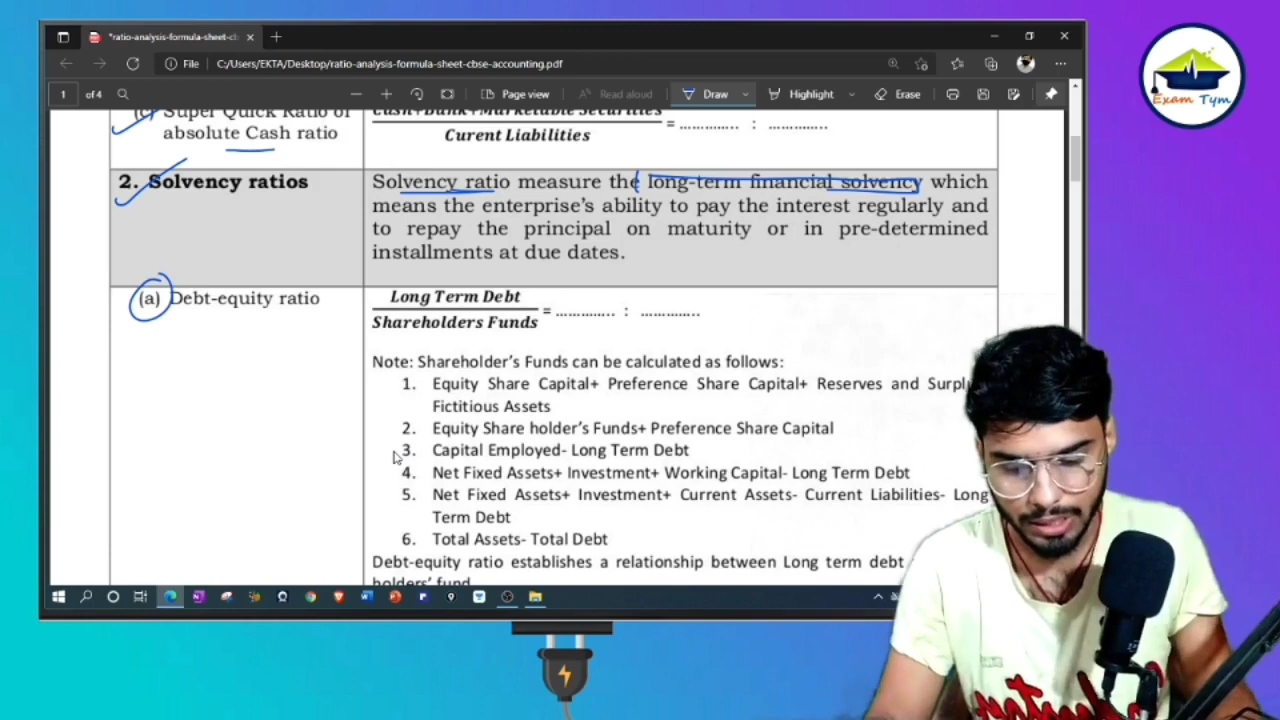 *ratio-analysis-formula-sheet-cb
File
C:/Users/EKTA/Desktop/ratio-analysis-formula-sheet-cbse-accounting.pdf
1 of 4
Page view
Read aloud
Draw
Highlight
Erase
Exam Tym
Super Quick Ratio or
absolute Cash ratio
Curent Liabilities
= ………….. : …………..
2. Solvency ratios
Solvency ratio measure the long-term financial solvency which
means the enterprise's ability to pay the interest regularly and
to repay the principal on maturity or in pre-determined
installments at due dates.
(a) Debt-equity ratio
Long Term Debt
Shareholders Funds
= ………….. : …………..
Note: Shareholder's Funds can be calculated as follows:
1. Equity Share Capital+ Preference Share Capital+ Reserves and
Fictitious Assets
2. Equity Share holder's Funds+ Preference Share Capital
3. Capital Employed- Long Term Debt
4. Net Fixed Assets+ Investment+ Working Capital- Long Term Debt
5. Net Fixed Assets+ Investment+ Current Assets- Current Liabilities- Long
Term Debt
6. Total Assets- Total Debt
Debt-equity ratio establishes a relationship between Long term debt
holders' fund